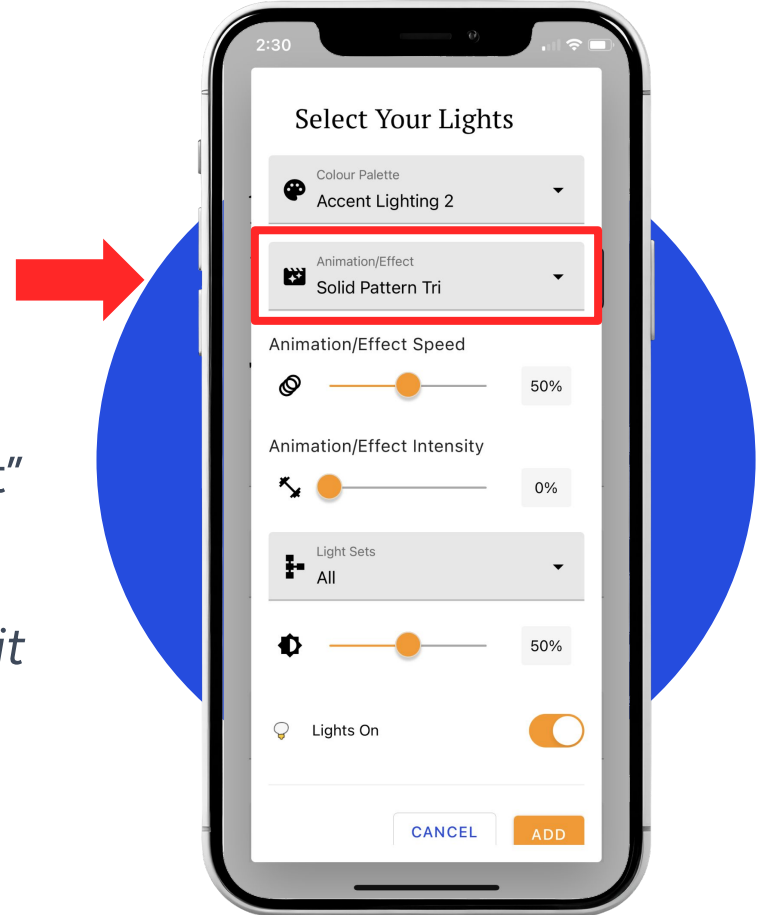 2:30
Select Your Lights
Colour Palette
Accent Lighting 2
Animation/Effect
Solid Pattern Tri
Animation/Effect Speed
50%
Animation/Effect Intensity
0%
Light Sets
All
50%
Lights On
CANCEL
ADD